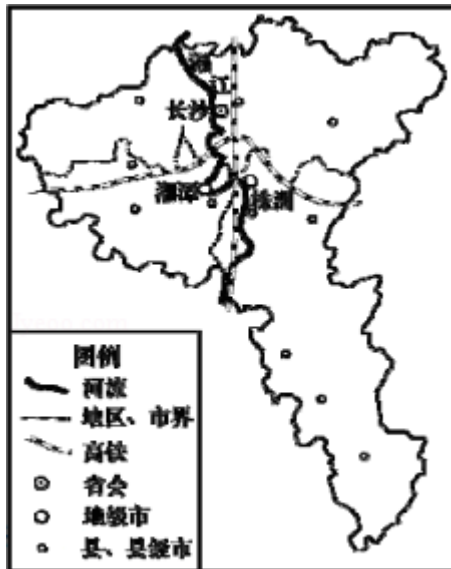 湘
江
长沙
湘潭
株洲
图例
河流
地区、市界
高铁
省会
地级市
县、县级市